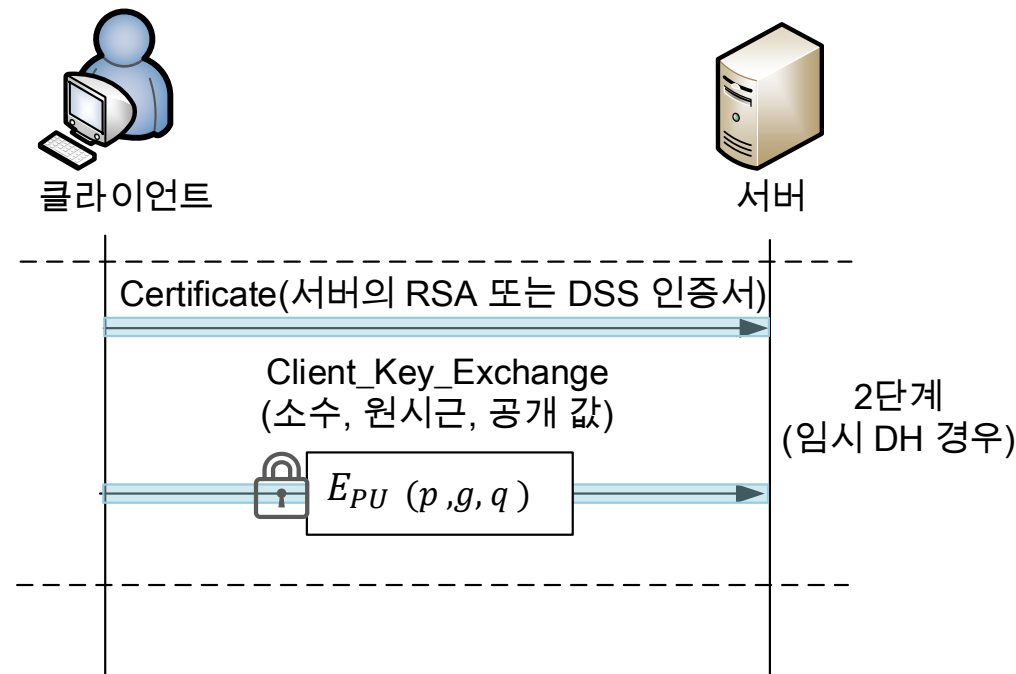 클라이언트
서버
Certificate(서버의 RSA 또는 DSS 인증서)
Client_Key_Exchange
(소수, 원시근, 공개 값)
2단계
(임시 DH 경우)
E_PU (p ,g, q )